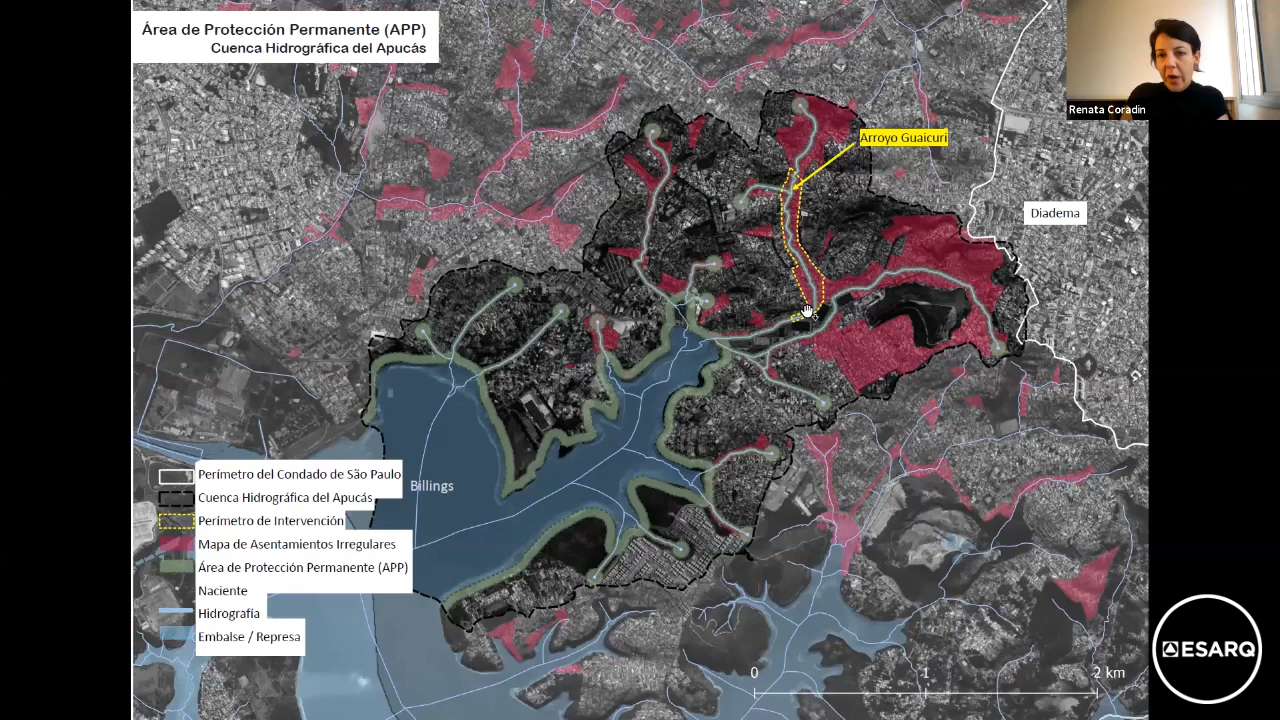 Área de Protección Permanente (APP)
Cuenca Hidrográfica del Apucás
Renata Coradin
Arroyo Guaicuri
Diadema
Billings
Perímetro del Condado de São Paulo
Cuenca Hidrográfica del Apucás
Perímetro de Intervención
Mapa de Asentamientos Irregulares
Área de Protección Permanente (APP)
Naciente
Hidrografía
Embalse / Represa
0 1 2 km
ESARQ